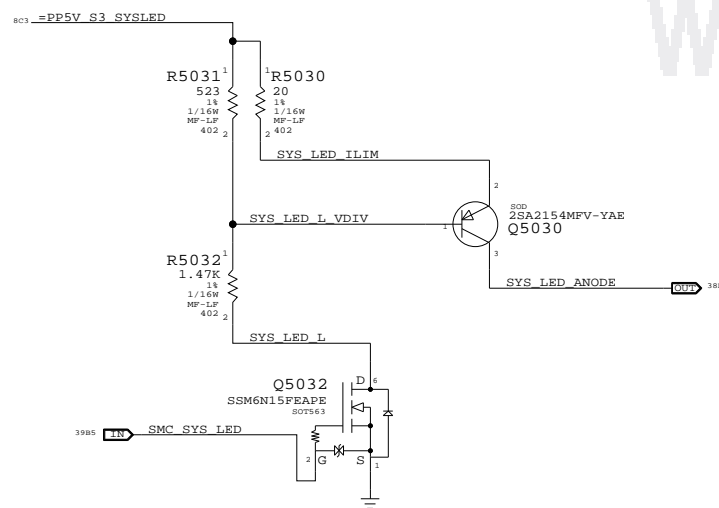 8C3 =PP5V_S3_SYSLED
W
R5031 1
523
1%
1/16W
MF-LF
402 2
1 R5030
20
1%
1/16W
MF-LF
2 402
SYS_LED_ILIM
2
SOD
2SA2154MFV-YAE
Q5030
1
3
SYS_LED_L_VDIV
R5032 1
1.47K
1%
1/16W
MF-LF
402 2
SYS_LED_ANODE
OUT
SYS_LED_L
Q5032
SSM6N15FEAPE
SOT563
D 6
39B5 IN SMC_SYS_LED
2 G S 1